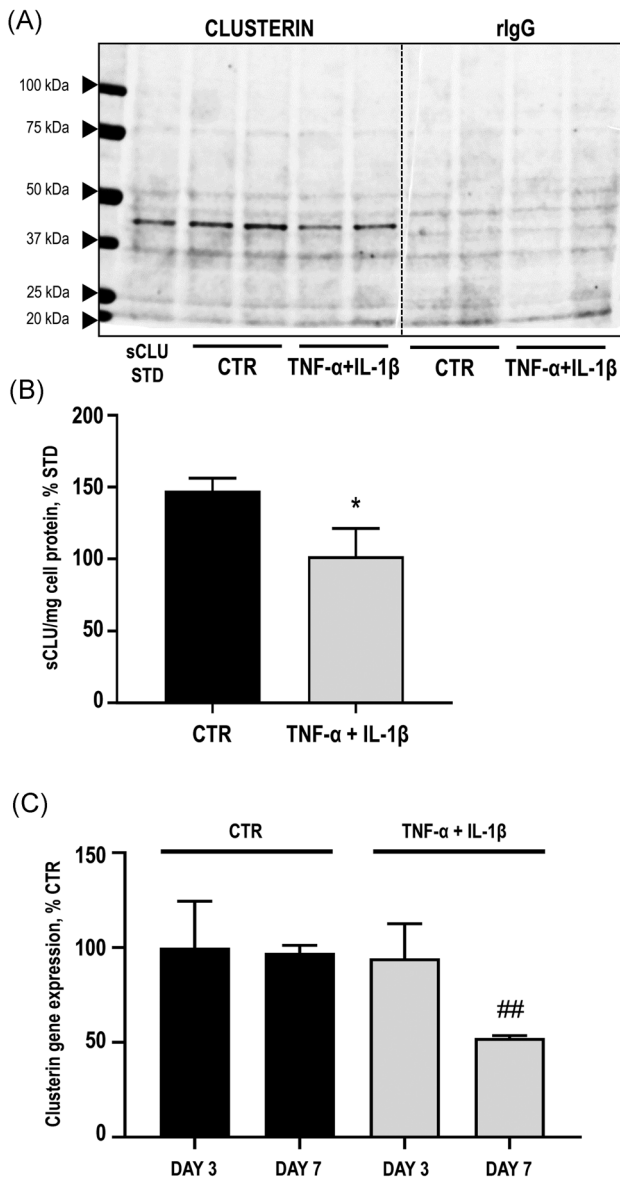 (A)
CLUSTERIN rIgG
100 kDa
75 kDa
50 kDa
37 kDa
25 kDa
20 kDa
sCLU
STD
CTR TNF-α+IL-1β CTR TNF-α+IL-1β
(B)
sCLU/mg cell protein, % STD
200
150
100
50
0
*
CTR TNF-α + IL-1β
(C)
CTR TNF-α + IL-1β
Clusterin gene expression, % CTR
150
100
50
0
##
DAY 3 DAY 7 DAY 3 DAY 7